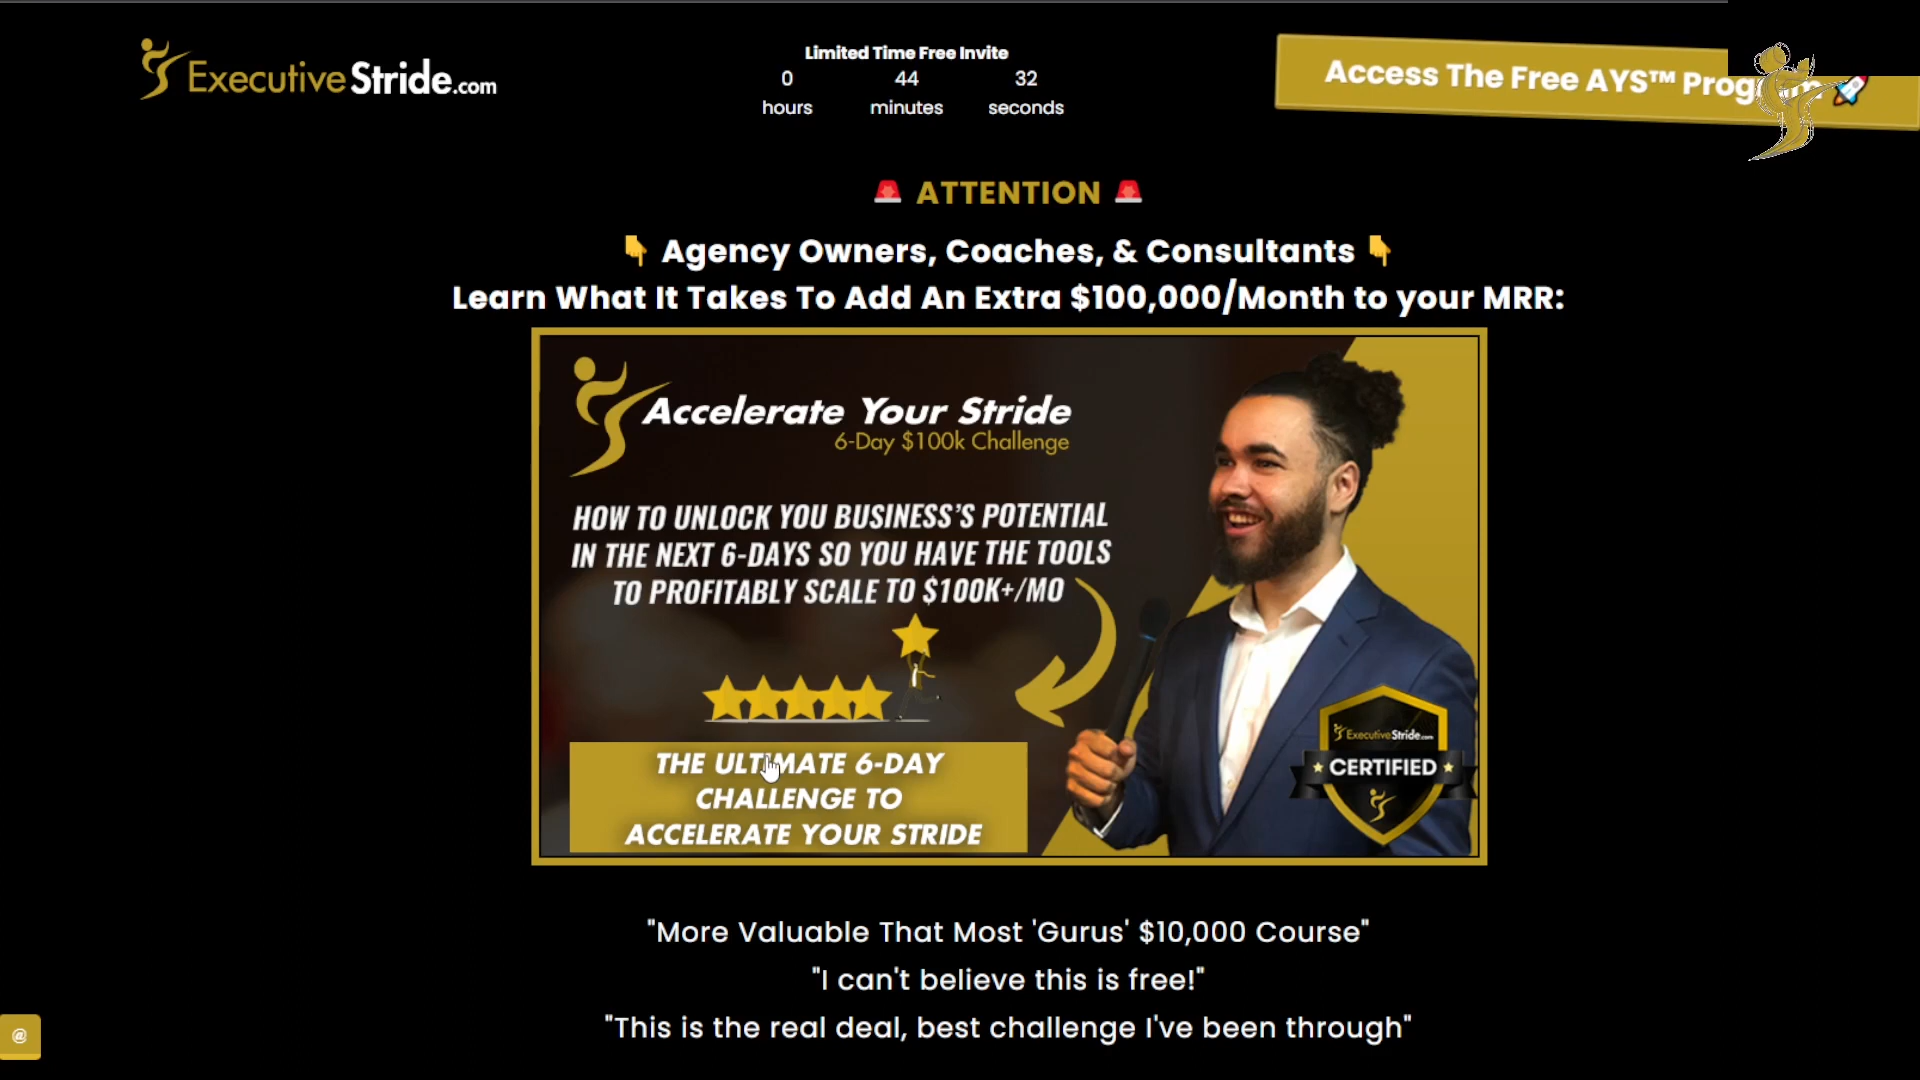 ExecutiveStride.com
Limited Time Free Invite
0 44 32
hours minutes seconds
Access The Free AYS™
ATTENTION
Agency Owners, Coaches, & Consultants
Learn What It Takes To Add An Extra $100,000/Month to your MRR:
Accelerate Your Stride
6-Day $100k Challenge
HOW TO UNLOCK YOU BUSINESS'S POTENTIAL
IN THE NEXT 6-DAYS SO YOU HAVE THE TOOLS
TO PROFITABLY SCALE TO $100K+/MO
THE ULTIMATE 6-DAY
CHALLENGE TO
ACCELERATE YOUR STRIDE
ExecutiveStride.com
CERTIFIED
"More Valuable That Most 'Gurus' $10,000 Course"
"I can't believe this is free!"
"This is the real deal, best challenge I've been through"
@